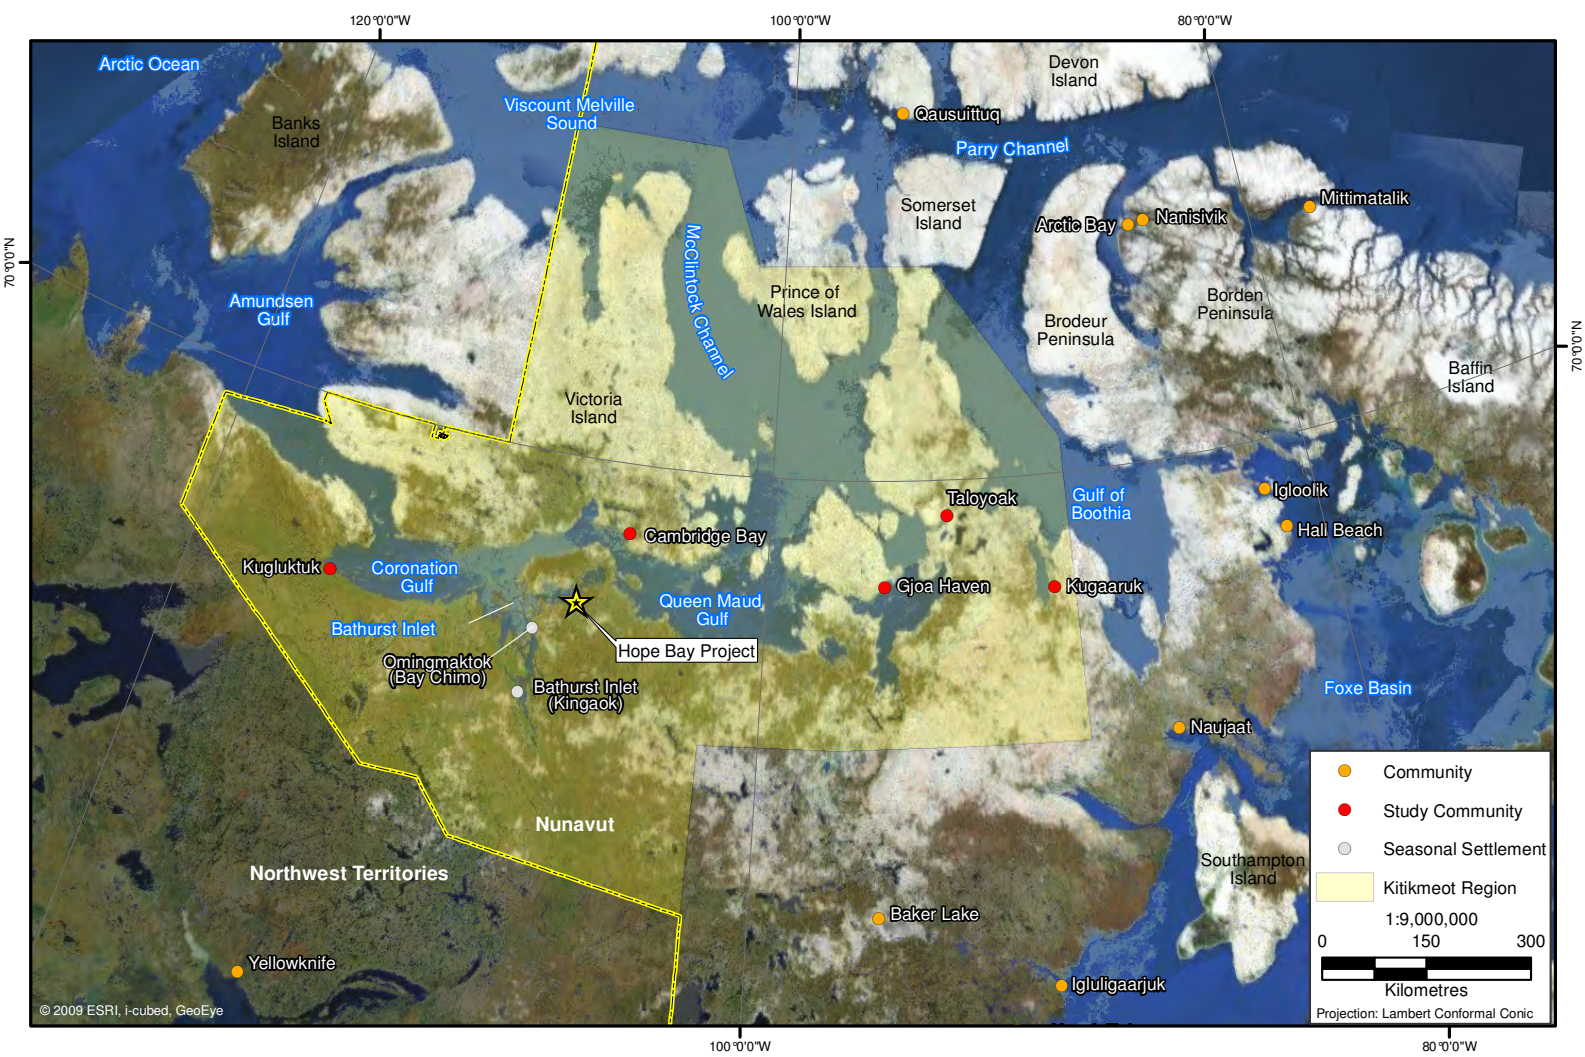 120°0'0"W
100°0'0"W
80°0'0"W
Arctic Ocean
Devon
Island
Viscount Melville
Sound
Qausuittuq
Banks
Island
Parry Channel
Mittimatalik
Somerset
Island
Arctic Bay
Nanisivik
70°0'0"N
McClintock Channel
Amundsen
Gulf
Prince of
Wales Island
Borden
Peninsula
Brodeur
Peninsula
70°0'0"N
Baffin
Island
Victoria
Island
Taloyoak
Gulf of
Boothia
Igloolik
Hall Beach
Cambridge Bay
Kugluktuk
Coronation
Gulf
Gjoa Haven
Kugaaruk
Queen Maud
Gulf
Bathurst Inlet
Hope Bay Project
Omingmaktok
(Bay Chimo)
Bathurst Inlet
(Kingaok)
Foxe Basin
Naujaat
Nunavut
Northwest Territories
Southampton
Island
Baker Lake
Yellowknife
Igluligaarjuk
Community
Study Community
Seasonal Settlement
Kitikmeot Region
1:9,000,000
0 150 300
Kilometres
Projection: Lambert Conformal Conic
© 2009 ESRI, i-cubed, GeoEye
100°0'0"W
80°0'0"W